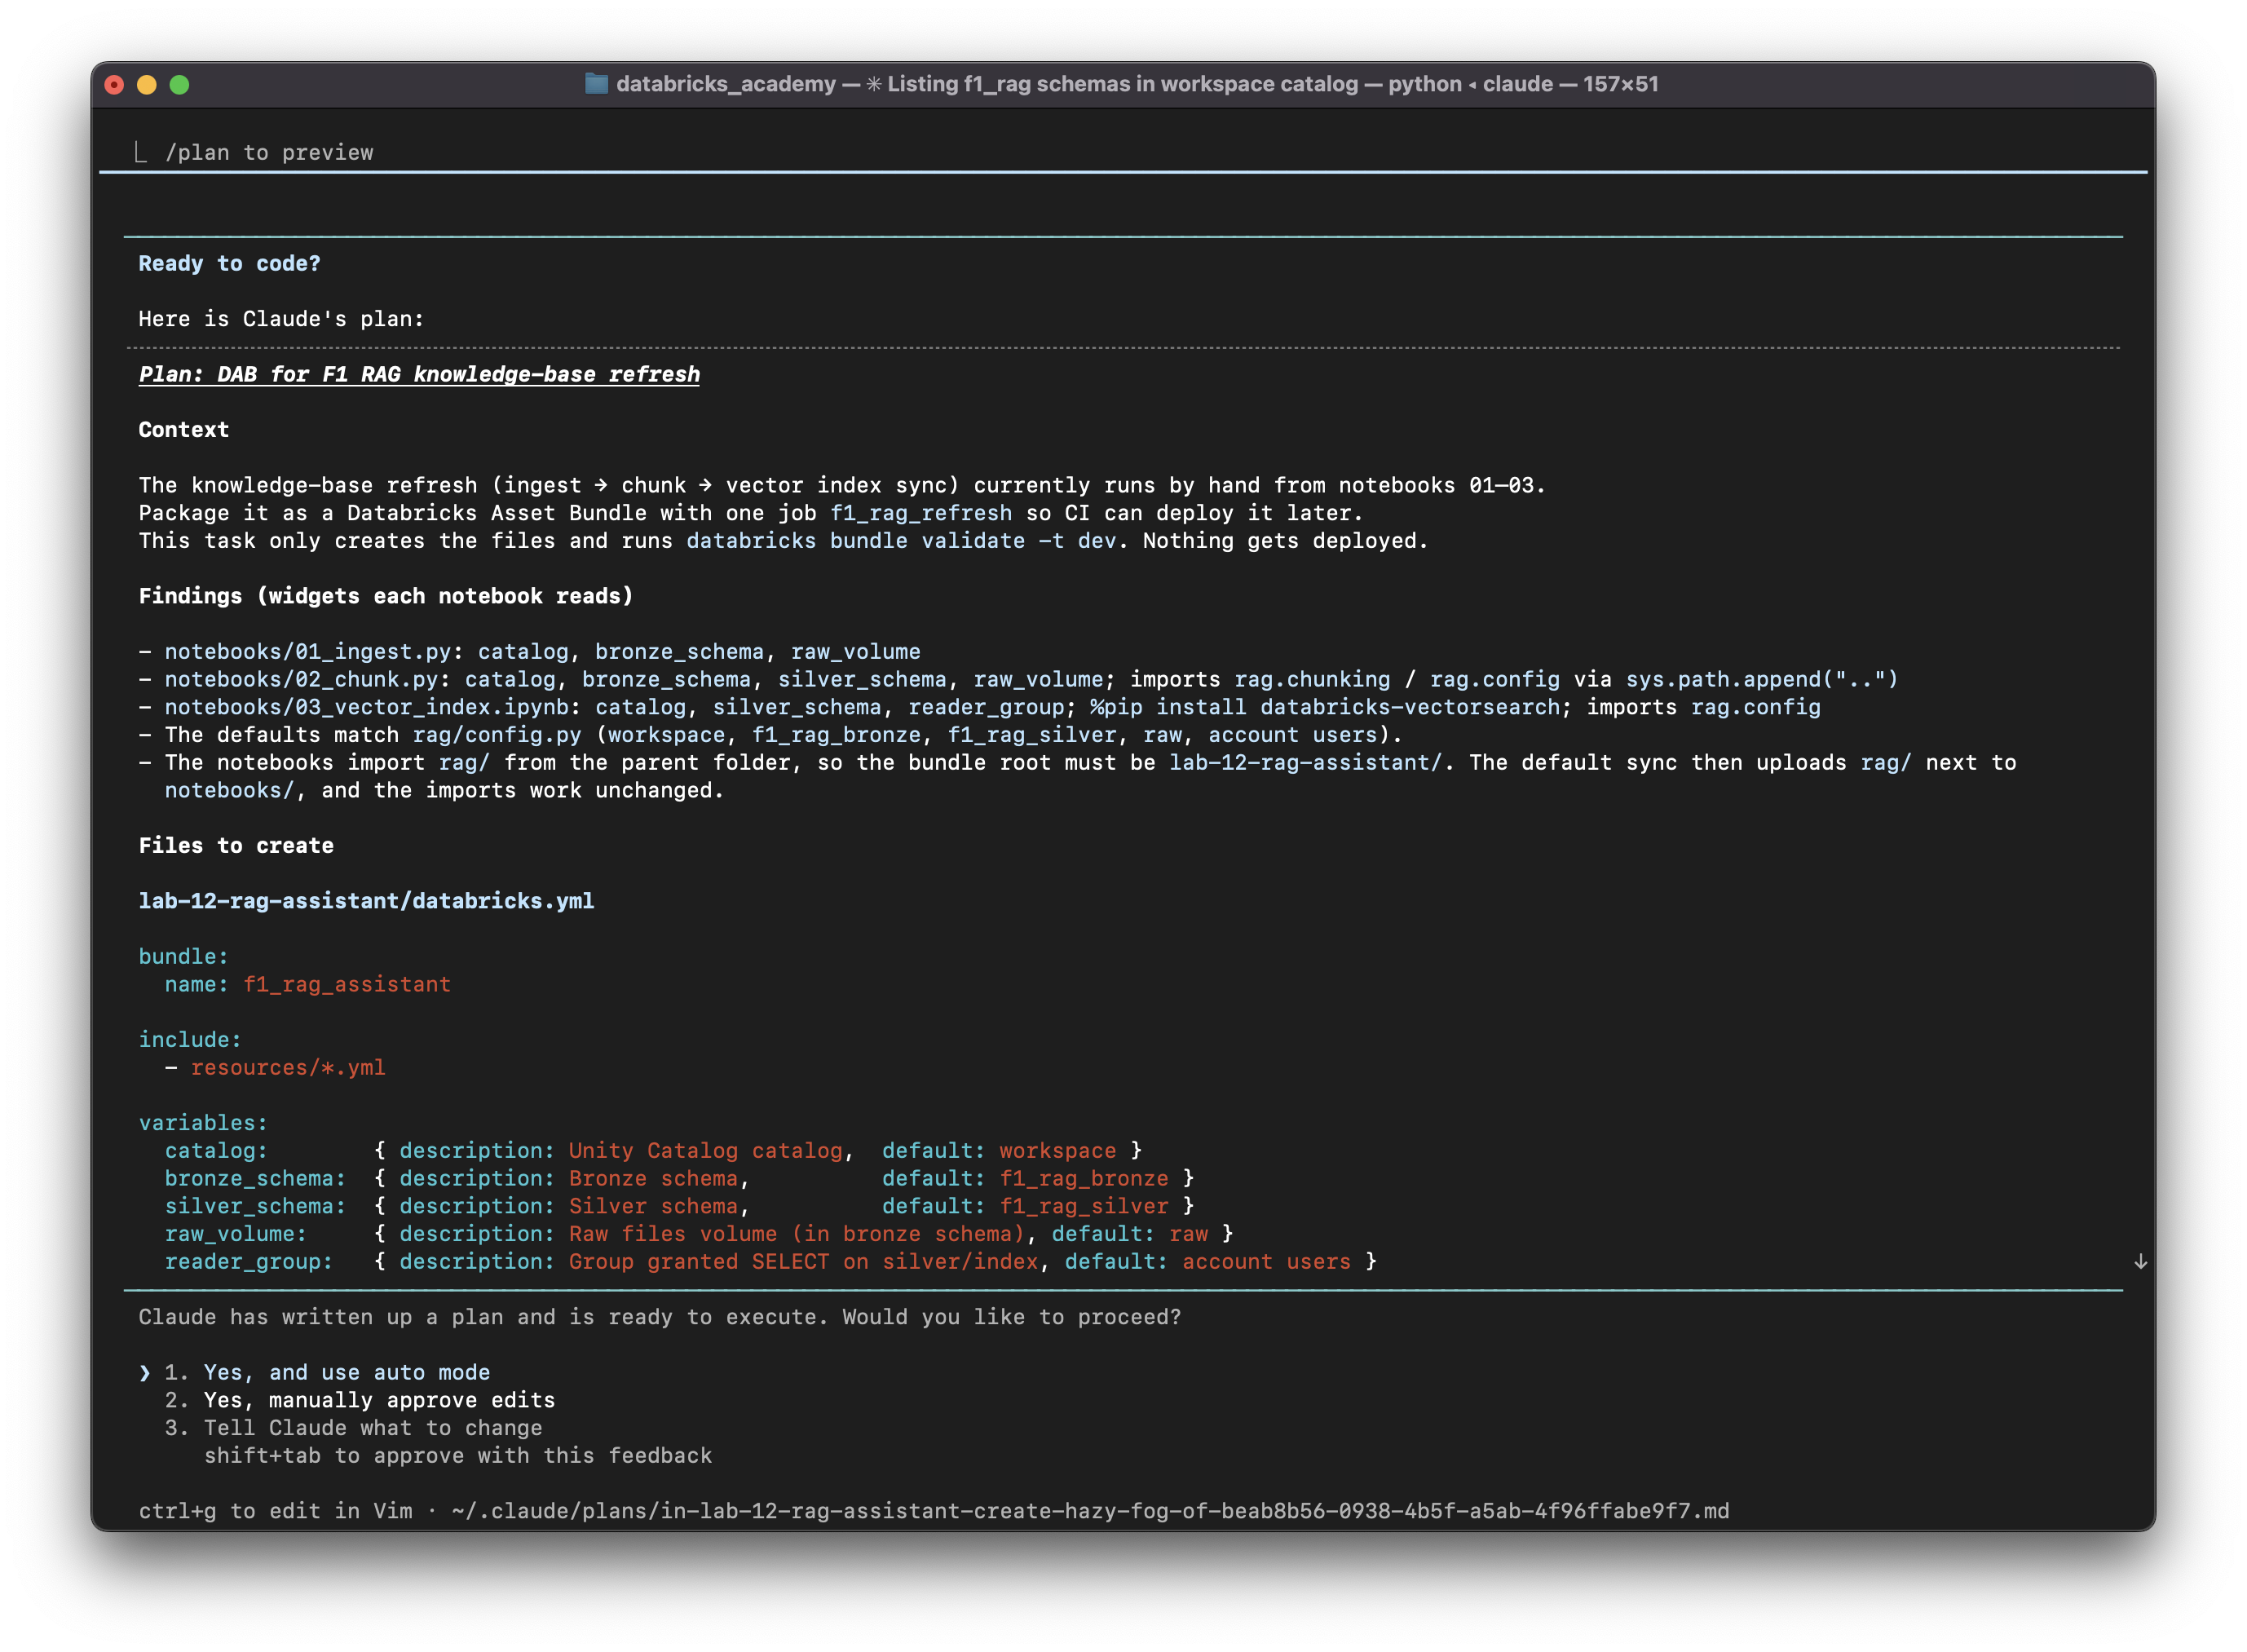 databricks_academy — ✳ Listing f1_rag schemas in workspace catalog — python ◂ claude — 157×51
⎿ /plan to preview
Ready to code?
Here is Claude's plan:
Plan: DAB for F1 RAG knowledge-base refresh
Context
The knowledge-base refresh (ingest → chunk → vector index sync) currently runs by hand from notebooks 01–03.
Package it as a Databricks Asset Bundle with one job f1_rag_refresh so CI can deploy it later.
This task only creates the files and runs databricks bundle validate -t dev. Nothing gets deployed.
Findings (widgets each notebook reads)
- notebooks/01_ingest.py: catalog, bronze_schema, raw_volume
- notebooks/02_chunk.py: catalog, bronze_schema, silver_schema, raw_volume; imports rag.chunking / rag.config via sys.path.append("..")
- notebooks/03_vector_index.ipynb: catalog, silver_schema, reader_group; %pip install databricks-vectorsearch; imports rag.config
- The defaults match rag/config.py (workspace, f1_rag_bronze, f1_rag_silver, raw, account users).
- The notebooks import rag/ from the parent folder, so the bundle root must be lab-12-rag-assistant/. The default sync then uploads rag/ next to
notebooks/, and the imports work unchanged.
Files to create
lab-12-rag-assistant/databricks.yml
bundle:
  name: f1_rag_assistant
include:
  - resources/*.yml
variables:
  catalog:        { description: Unity Catalog catalog,  default: workspace }
  bronze_schema:  { description: Bronze schema,          default: f1_rag_bronze }
  silver_schema:  { description: Silver schema,          default: f1_rag_silver }
  raw_volume:     { description: Raw files volume (in bronze schema), default: raw }
  reader_group:   { description: Group granted SELECT on silver/index, default: account users }
↓
Claude has written up a plan and is ready to execute. Would you like to proceed?
❯ 1. Yes, and use auto mode
2. Yes, manually approve edits
3. Tell Claude what to change
shift+tab to approve with this feedback
ctrl+g to edit in Vim · ~/.claude/plans/in-lab-12-rag-assistant-create-hazy-fog-of-beab8b56-0938-4b5f-a5ab-4f96ffabe9f7.md